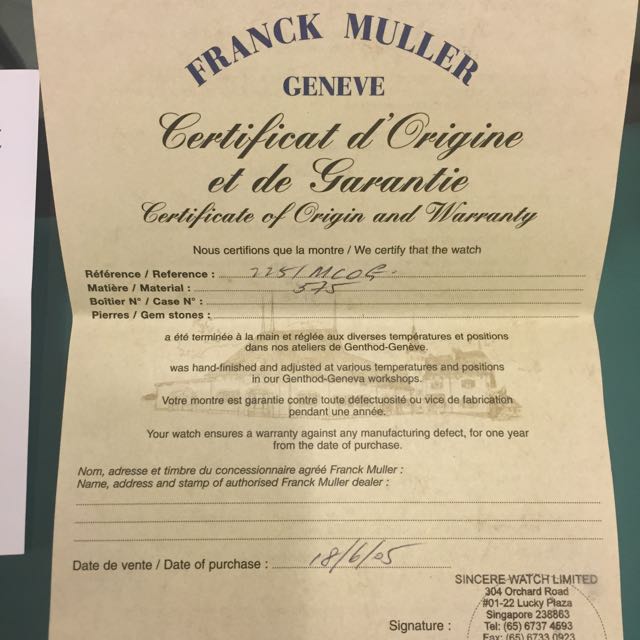 FRANCK MULLER
GENEVE
Certificat d'Origine
et de Garantie
Certificate of Origin and Warranty
Nous certifions que la montre / We certify that the watch
Référence / Reference :
Matière / Material : 575
Boîtier N° / Case N° :
Pierres / Gem stones :
a été terminée à la main et réglée aux diverses températures et positions
dans nos ateliers de Genthod-Genève.
was hand-finished and adjusted at various temperatures and positions
in our Genthod-Geneva workshops.
Votre montre est garantie contre toute défectuosité ou vice de fabrication
pendant une année.
Your watch ensures a warranty against any manufacturing defect, for one year
from the date of purchase.
Nom, adresse et timbre du concessionaire agréé Franck Muller :
Name, address and stamp of authorised Franck Muller dealer :
Date de vente / Date of purchase : 18/6/05
SINCERE WATCH LIMITED
304 Orchard Road
#01-22 Lucky Plaza
Singapore 238863
Tel: (65) 6737 4593
Fax: (65) 6733 0923
Signature :